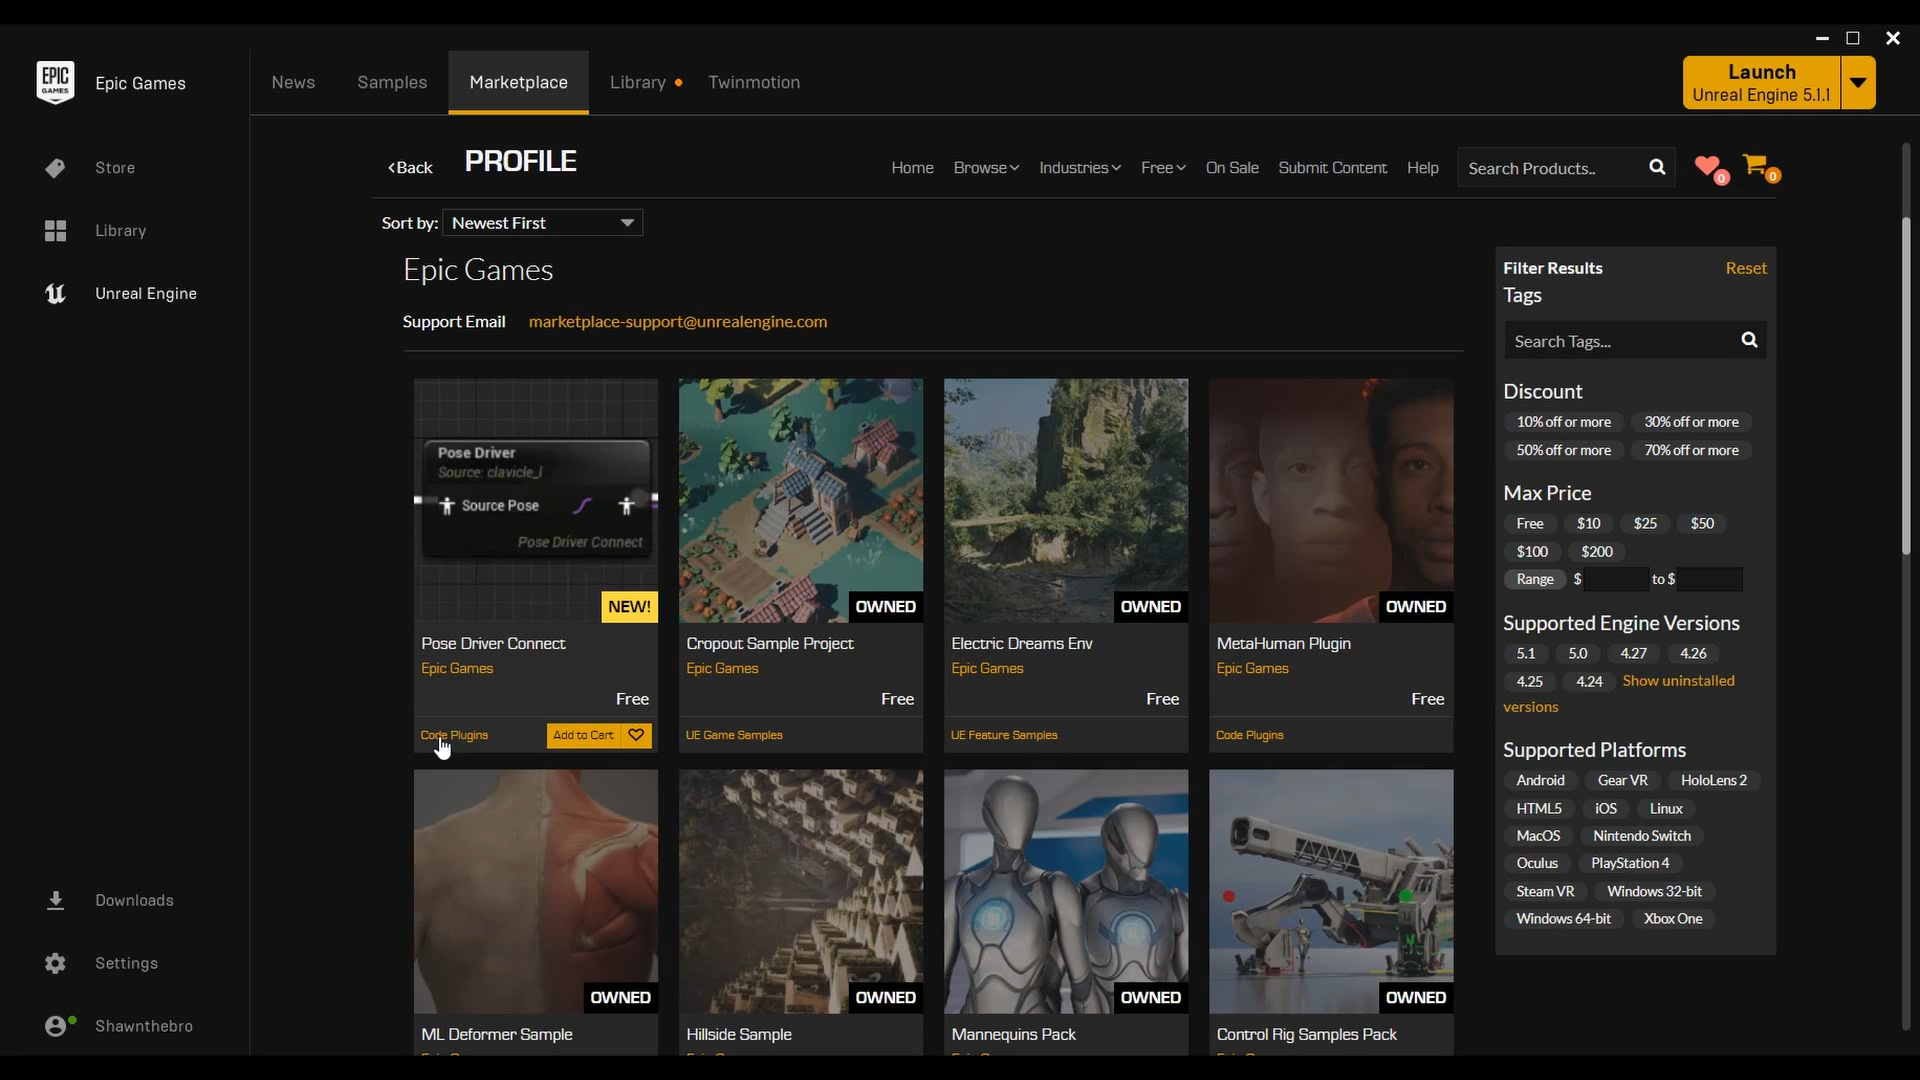 EPIC
GAMES
Epic Games
News
Samples
Marketplace
Library
Twinmotion
Launch
Unreal Engine 5.1.1
Store
Library
Unreal Engine
Downloads
Settings
Shawnthebro
Back
PROFILE
Home
Browse
Industries
Free
On Sale
Submit Content
Help
Search Products..
0
0
Sort by: Newest First
Epic Games
Support Email marketplace-support@unrealengine.com
Pose Driver
Source: clavicle_l
Source Pose
Pose Driver Connect
NEW!
Pose Driver Connect
Epic Games
Free
Code Plugins
Add to Cart
OWNED
Cropout Sample Project
Epic Games
Free
UE Game Samples
OWNED
Electric Dreams Env
Epic Games
Free
UE Feature Samples
OWNED
MetaHuman Plugin
Epic Games
Free
Code Plugins
OWNED
ML Deformer Sample
OWNED
Hillside Sample
OWNED
Mannequins Pack
OWNED
Control Rig Samples Pack
Filter Results
Reset
Tags
Search Tags...
Discount
10% off or more 30% off or more
50% off or more 70% off or more
Max Price
Free $10 $25 $50
$100 $200
Range $ to $
Supported Engine Versions
5.1 5.0 4.27 4.26
4.25 4.24 Show uninstalled
versions
Supported Platforms
Android Gear VR HoloLens 2
HTML5 iOS Linux
MacOS Nintendo Switch
Oculus PlayStation 4
Steam VR Windows 32-bit
Windows 64-bit Xbox One